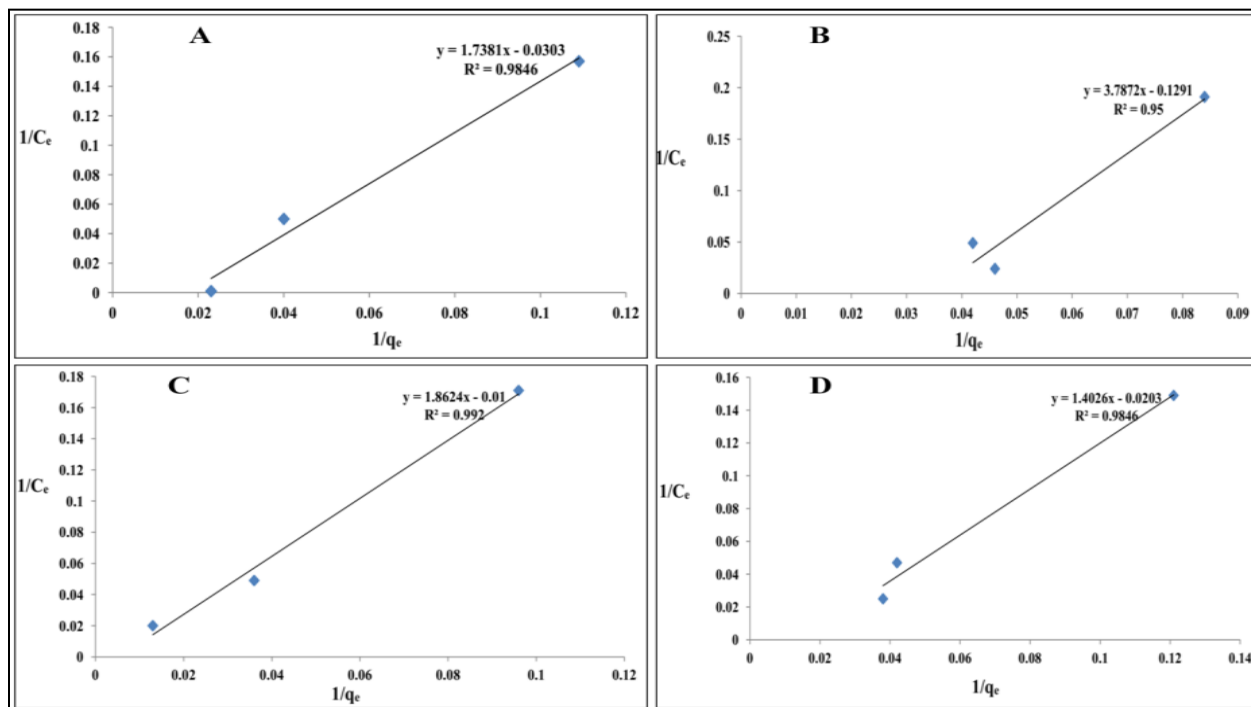 A
y = 1.7381x - 0.0303
R² = 0.9846
1/Cₑ
0.18
0.16
0.14
0.12
0.1
0.08
0.06
0.04
0.02
0
0 0.02 0.04 0.06 0.08 0.1 0.12
1/qₑ
B
y = 3.7872x - 0.1291
R² = 0.95
1/Cₑ
0.25
0.2
0.15
0.1
0.05
0
0 0.01 0.02 0.03 0.04 0.05 0.06 0.07 0.08 0.09
1/qₑ
C
y = 1.8624x - 0.01
R² = 0.992
1/Cₑ
0.18
0.16
0.14
0.12
0.1
0.08
0.06
0.04
0.02
0
0 0.02 0.04 0.06 0.08 0.1 0.12
1/qₑ
D
y = 1.4026x - 0.0203
R² = 0.9846
1/Cₑ
0.16
0.14
0.12
0.1
0.08
0.06
0.04
0.02
0
0 0.02 0.04 0.06 0.08 0.1 0.12 0.14
1/qₑ